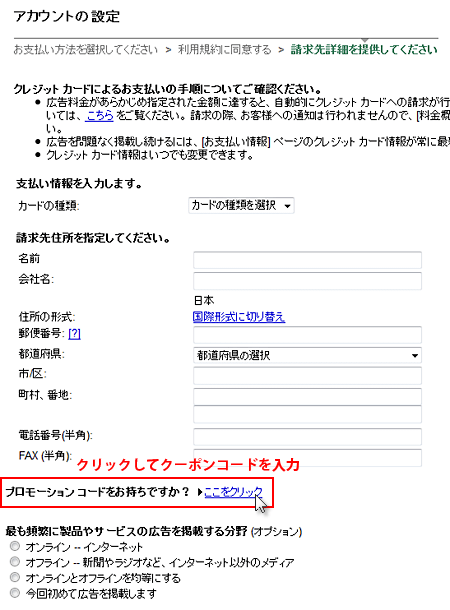 アカウントの設定
お支払い方法を選択してください > 利用規約に同意する > 請求先詳細を提供してください
クレジット カードによるお支払いの手順についてご確認ください。
● 広告料金があらかじめ指定された金額に達すると、自動的にクレジット カードへの請求が行
いては、こちらをご覧ください。請求の際、お客様への通知は行われませんので、[料金概
い。
● 広告を問題なく掲載し続けるには、[お支払い情報] ページのクレジット カード情報が常に最
● クレジット カード情報はいつでも変更できます。
支払い情報を入力します。
カードの種類: カードの種類を選択
請求先住所を指定してください。
名前
会社名:
日本
住所の形式: 国際形式に切り替え
郵便番号: [?]
都道府県: 都道府県の選択
市/区:
町村、番地:
電話番号(半角):
FAX (半角):
クリックしてクーポンコードを入力
プロモーション コードをお持ちですか? ここをクリック
最も頻繁に製品やサービスの広告を掲載する分野 (オプション)
オンライン -- インターネット
オフライン -- 新聞やラジオなど、インターネット以外のメディア
オンラインとオフラインを均等にする
今回初めて広告を掲載します